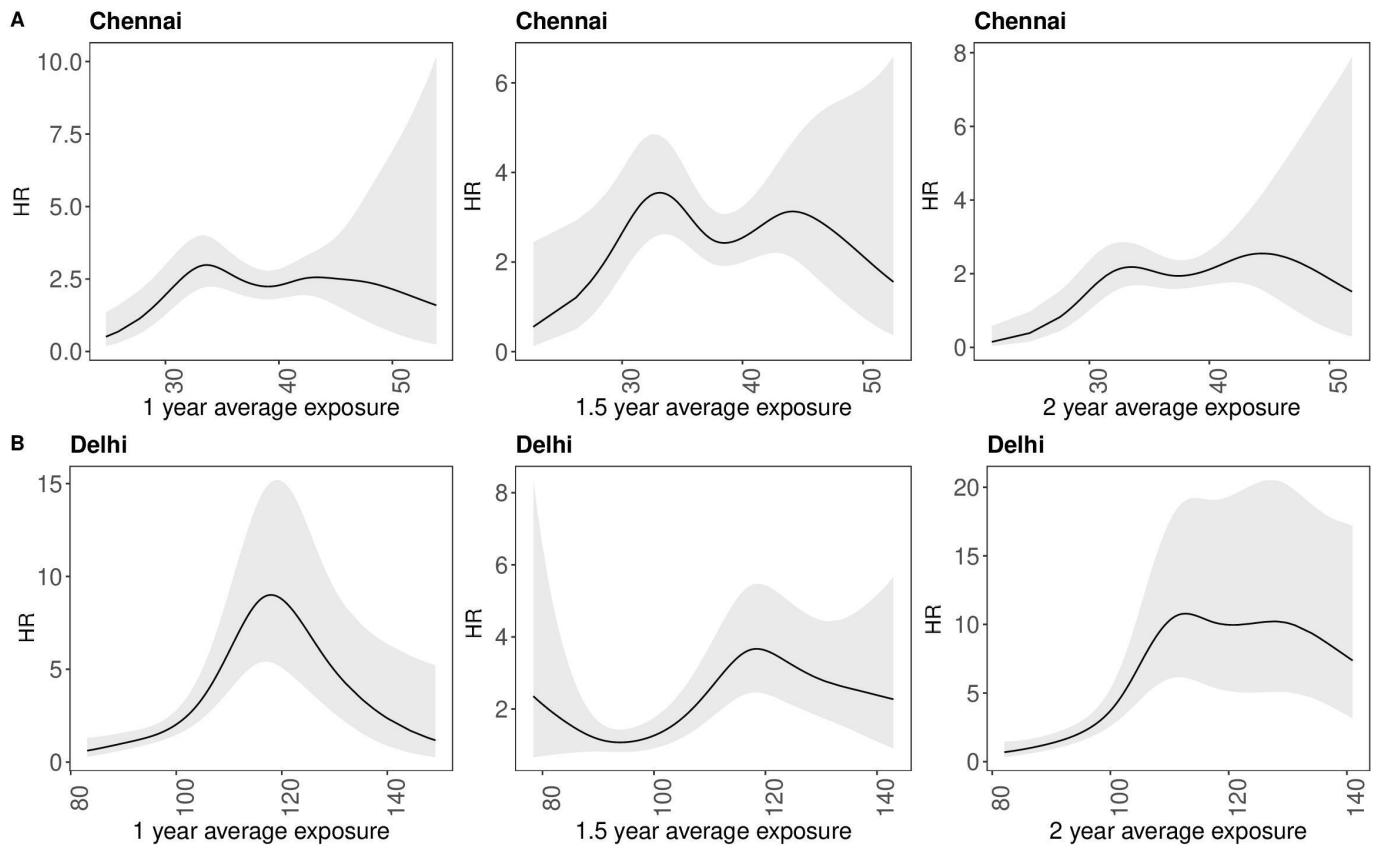 A
Chennai
HR
10.0
7.5
5.0
2.5
0.0
30
40
50
1 year average exposure
Chennai
HR
6
4
2
0
30
40
50
1.5 year average exposure
Chennai
HR
8
6
4
2
0
30
40
50
2 year average exposure
B
Delhi
HR
15
10
5
0
80
100
120
140
1 year average exposure
Delhi
HR
8
6
4
2
80
100
120
140
1.5 year average exposure
Delhi
HR
20
15
10
5
0
80
100
120
140
2 year average exposure